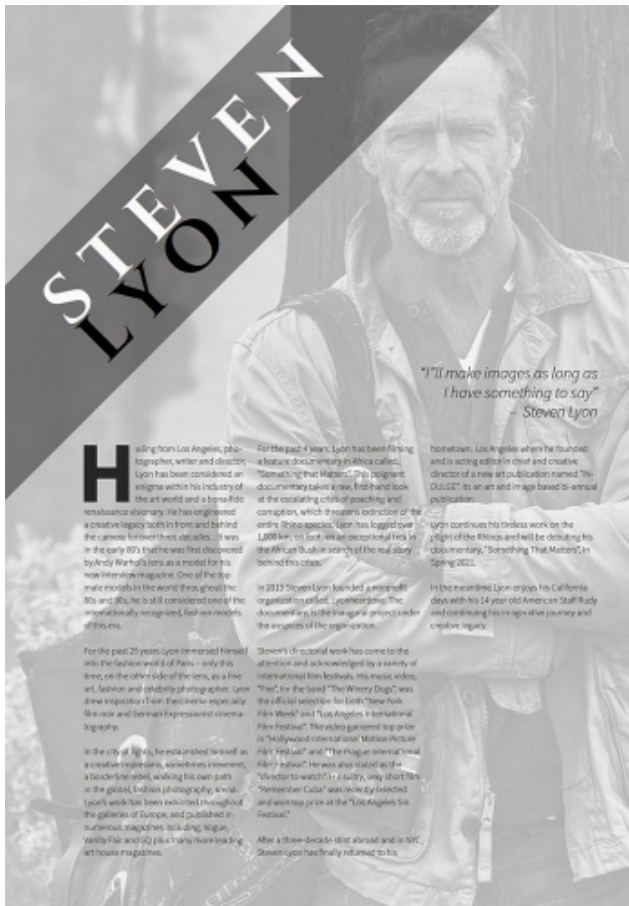 STEVEN
LYON
"I"ll make images as long as
I have something to say"
– Steven Lyon
Hailing from Los Angeles, pho-
tographer, writer and director,
Lyon has been considered an
enigma within his industry of
the art world and a bona-fide
renaissance visionary. He has engineered
a creative legacy both in front and behind
the camera for over three decades. It was
in the early 80's that he was first discovered
by Andy Warhol's lens as a model for his
new Interview magazine. One of the top
male models in the world throughout the
80s and 90s, he is still considered one of the
internationally recognized, fashion models
of this era.
For the past 25 years Lyon immersed himself
into the fashion world of Paris – only this
time, on the other side of the lens, as a fine
art, fashion and celebrity photographer. Lyon
drew inspiration from the cinema especially
film noir and German Expressionist cinema-
tography.
In the city of lights, he established himself as
a creative impresario, sometimes irreverent,
a borderline rebel, walking his own path
in the global, fashion photography, arena.
Lyon's work has been exhibited throughout
the galleries of Europe, and published in
numerous magazines including, Vogue,
Vanity Fair and GQ plus many more leading
art house magazines.
For the past 4 years, Lyon has been filming
a feature documentary in Africa called,
"Something that Matters". This poignant
documentary takes a raw, first-hand look
at the escalating crisis of poaching and
corruption, which threatens extinction of the
entire Rhino species. Lyon has logged over
1,000 km, on foot, on an exceptional trek in
the African Bush in search of the real story
behind this crisis.
In 2013 Steven Lyon founded a nonprofit
organization called, Lyonheartlove. The
documentary, is the inaugural project under
the auspices of the organization.
Steven's directorial work has come to the
attention and acknowledged by a variety of
international film festivals. His music video,
"Fire", for the band "The Winery Dogs", was
the official selection for both "New York
Film Week" and "Los Angeles International
Film Festival". The video garnered top prize
in "Hollywood International Motion Picture
Film Festival" and "The Prague International
Film Festival". He was also slated as the
"director to watch". His sultry, sexy short film
"Remember Cuba" was recently selected
and won top prize at the "Los Angeles Sin
Festival."
After a three-decade stint abroad and in NYC,
Steven Lyon has finally returned to his
hometown, Los Angeles where he founded
and is acting editor in chief and creative
director of a new art publication named "IN-
DULGE". Its an art and image based bi-annual
publication.
Lyon continues his tireless work on the
plight of the Rhinos and will be debuting his
documentary, "Something That Matters", in
Spring 2021.
In the meantime Lyon enjoys his California
days with his 14 year old American Staff Rudy
and continuing his imaginative journey and
creative legacy.